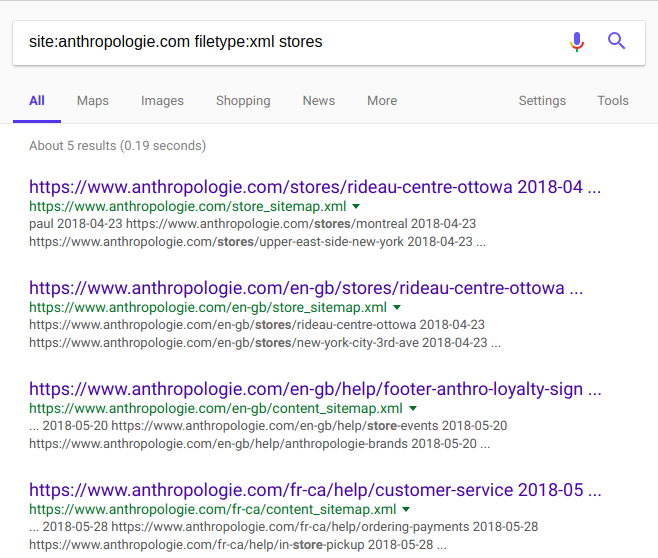 site:anthropologie.com filetype:xml stores
All Maps Images Shopping News More Settings Tools
About 5 results (0.19 seconds)
https://www.anthropologie.com/stores/rideau-centre-ottowa 2018-04 ...
https://www.anthropologie.com/store_sitemap.xml
paul 2018-04-23 https://www.anthropologie.com/stores/montreal 2018-04-23
https://www.anthropologie.com/stores/upper-east-side-new-york 2018-04-23 ...
https://www.anthropologie.com/en-gb/stores/rideau-centre-ottowa ...
https://www.anthropologie.com/en-gb/store_sitemap.xml
https://www.anthropologie.com/en-gb/stores/rideau-centre-ottowa 2018-04-23
https://www.anthropologie.com/en-gb/stores/new-york-city-3rd-ave 2018-04-23 ...
https://www.anthropologie.com/en-gb/help/footer-anthro-loyalty-sign ...
https://www.anthropologie.com/en-gb/content_sitemap.xml
... 2018-05-20 https://www.anthropologie.com/en-gb/help/store-events 2018-05-20
https://www.anthropologie.com/en-gb/help/anthropologie-brands 2018-05-20 ...
https://www.anthropologie.com/fr-ca/help/customer-service 2018-05 ...
https://www.anthropologie.com/fr-ca/content_sitemap.xml
... 2018-05-28 https://www.anthropologie.com/fr-ca/help/ordering-payments 2018-05-28
https://www.anthropologie.com/fr-ca/help/in-store-pickup 2018-05-28 ...